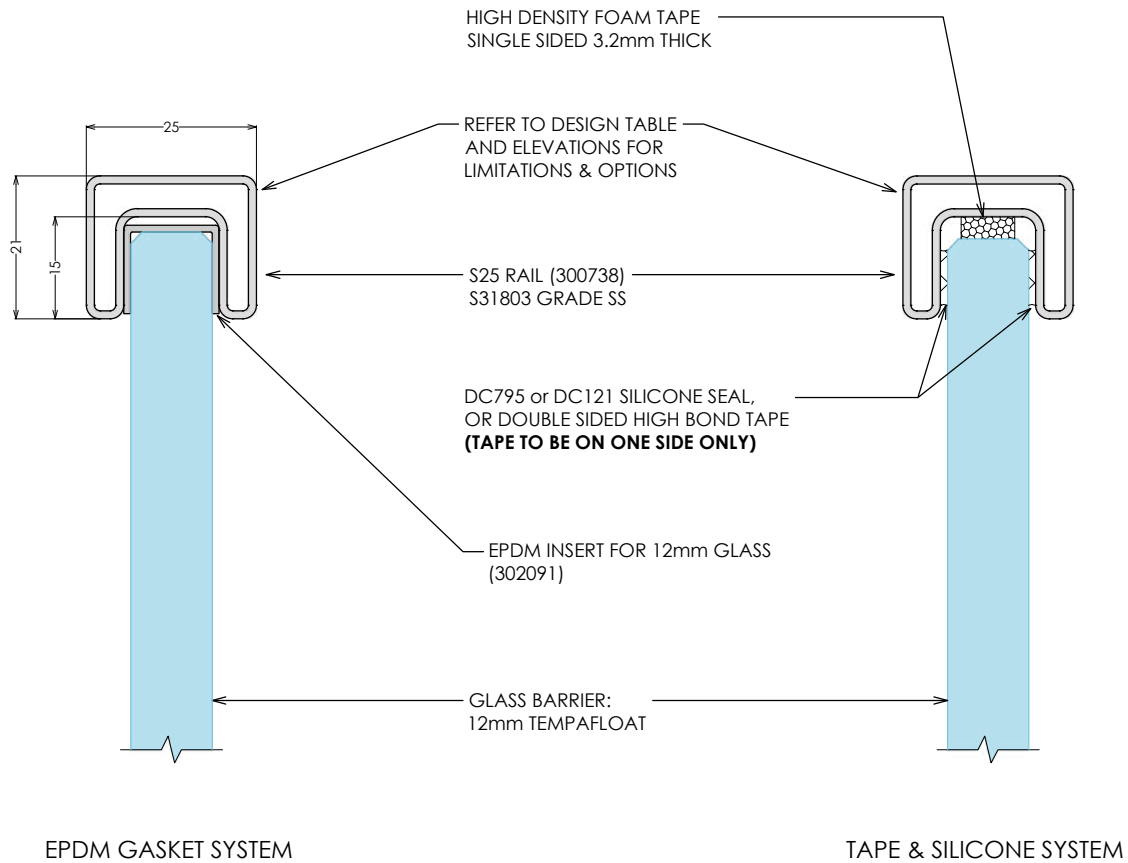 HIGH DENSITY FOAM TAPE
SINGLE SIDED 3.2mm THICK
25
REFER TO DESIGN TABLE
AND ELEVATIONS FOR
LIMITATIONS & OPTIONS
21
15
S25 RAIL (300738)
S31803 GRADE SS
DC795 or DC121 SILICONE SEAL,
OR DOUBLE SIDED HIGH BOND TAPE
(TAPE TO BE ON ONE SIDE ONLY)
EPDM INSERT FOR 12mm GLASS
(302091)
GLASS BARRIER:
12mm TEMPAFLOAT
EPDM GASKET SYSTEM
TAPE & SILICONE SYSTEM